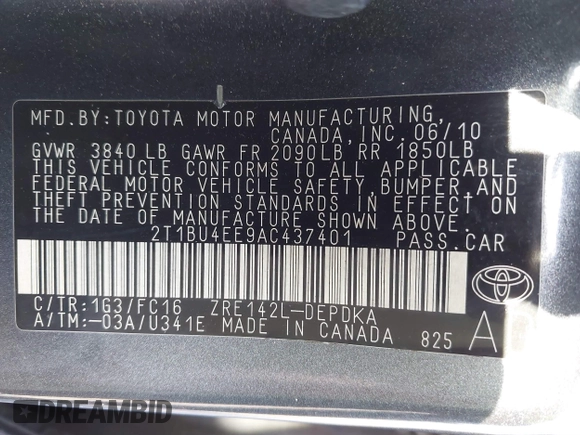 MFD.BY:TOYOTA MOTOR MANUFACTURING,
CANADA, INC. 06/10
GVWR 3840 LB GAWR FR 2090LB RR 1850LB
THIS VEHICLE CONFORMS TO ALL APPLICABLE
FEDERAL MOTOR VEHICLE SAFETY, BUMPER, AND
THEFT PREVENTION STANDARDS IN EFFECT ON
THE DATE OF MANUFACTURE SHOWN ABOVE.
2T1BU4EE9AC437401 PASS.CAR
C/TR:1G3/FC16 ZRE142L-DEPDKA
A/TM:-03A/U341E MADE IN CANADA 825 A
DREAMBID